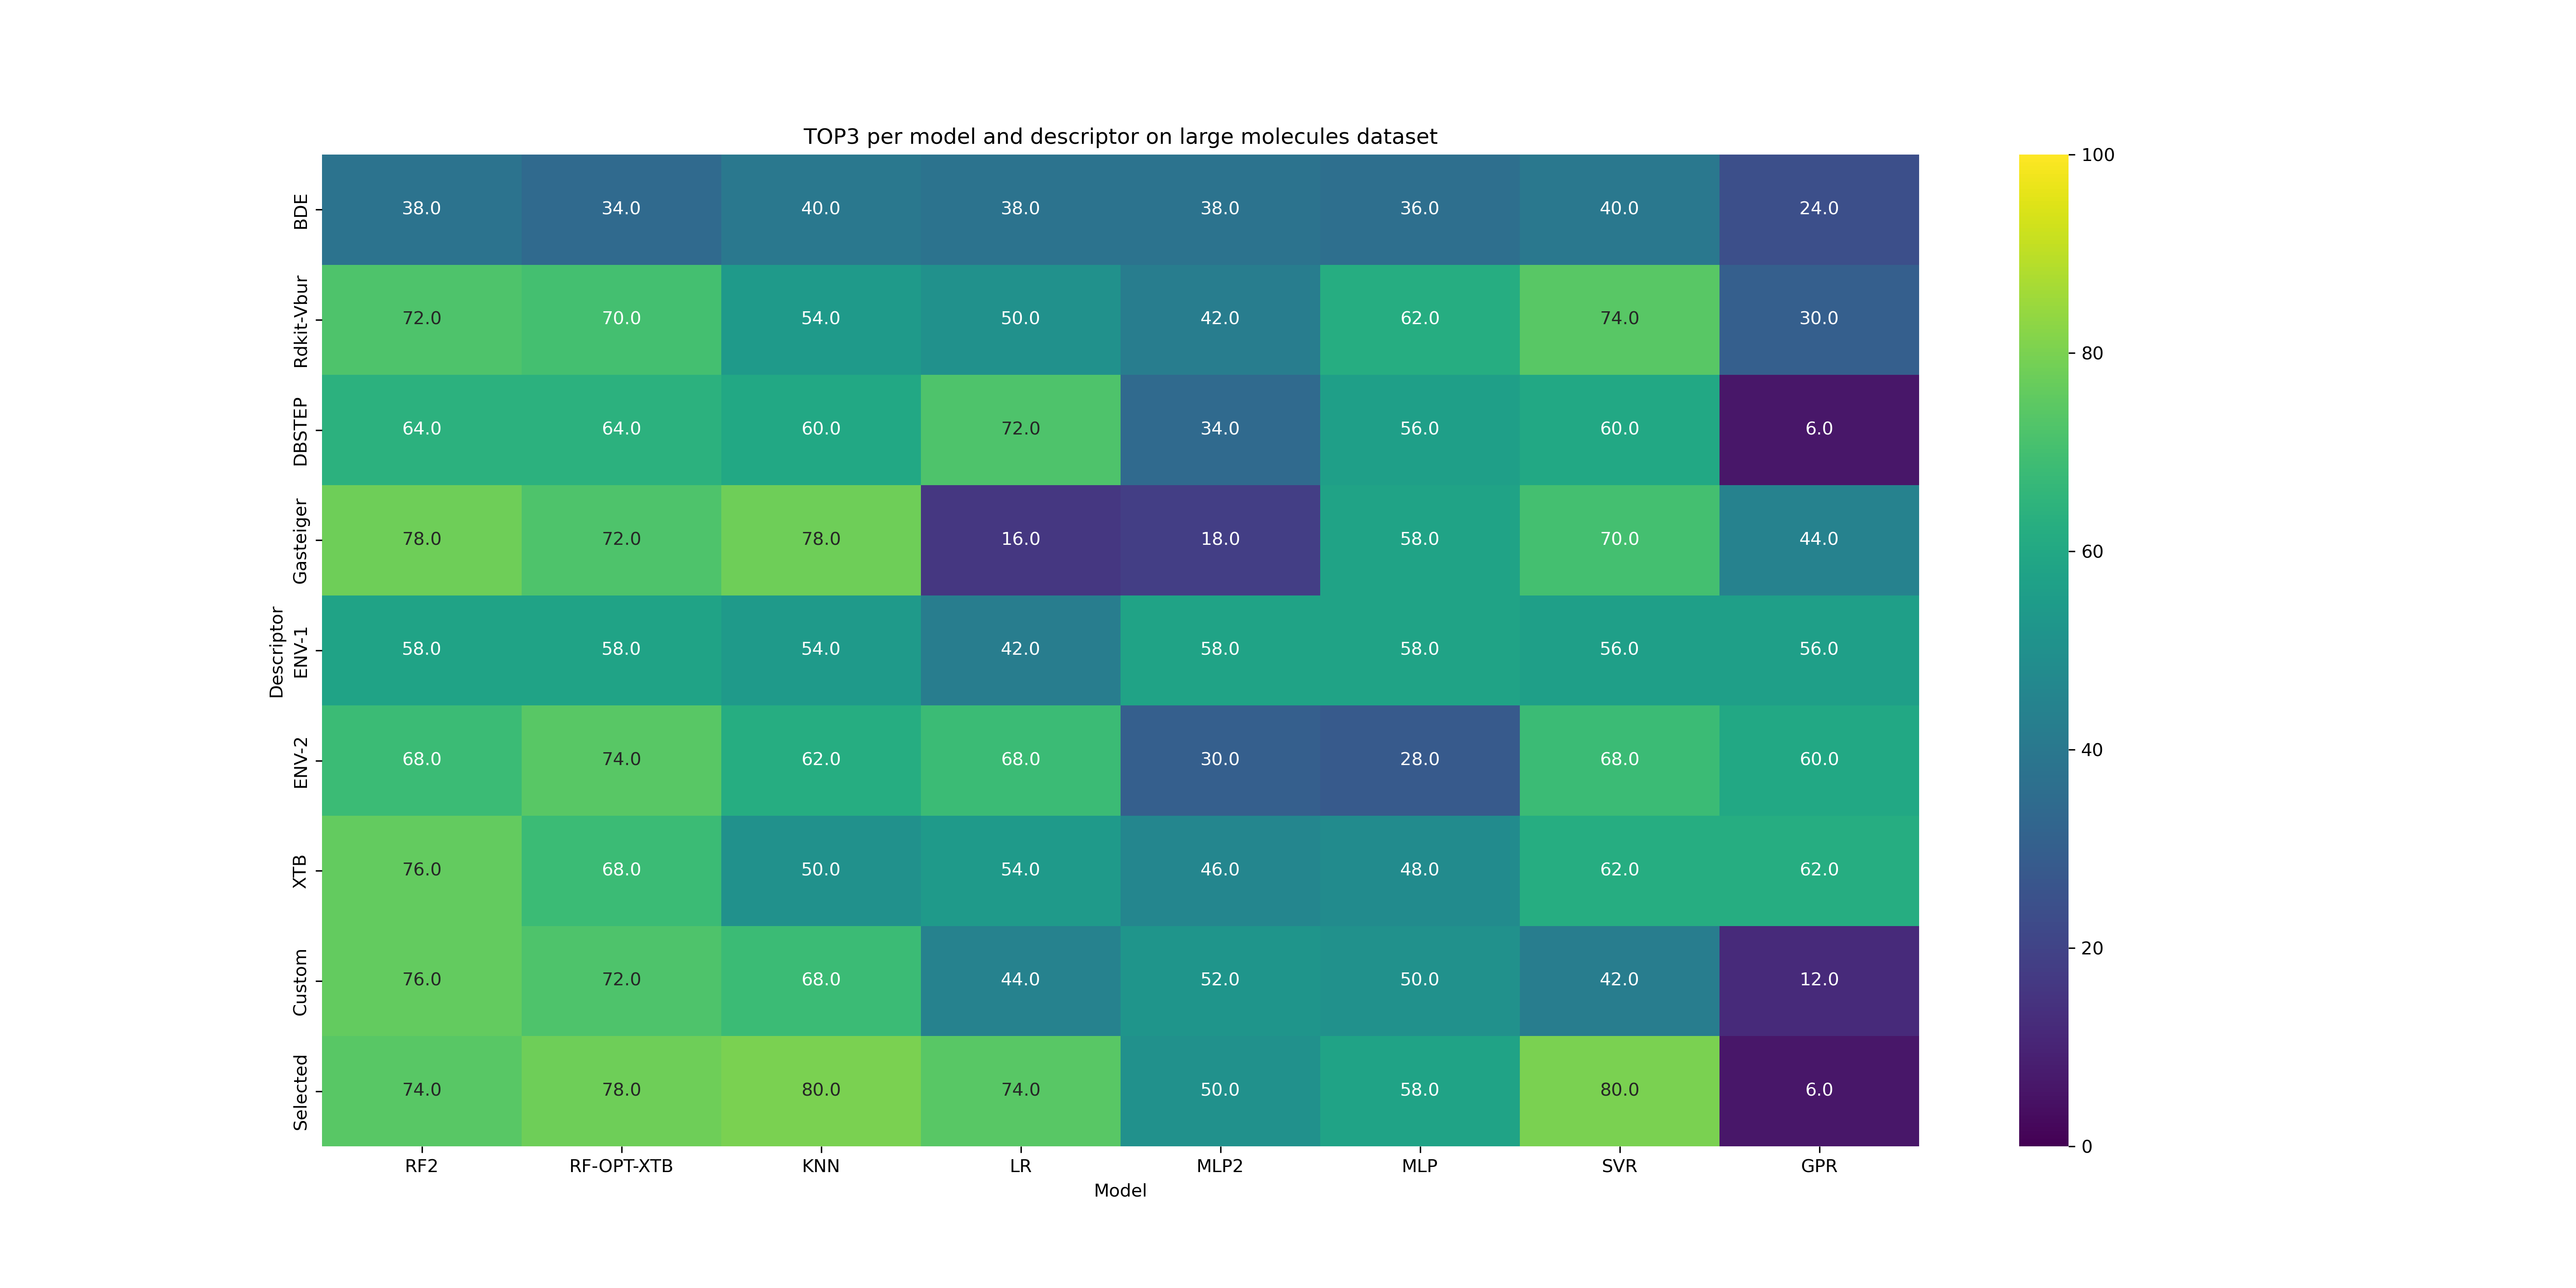 TOP3 per model and descriptor on large molecules dataset
Descriptor
BDE 38.0 34.0 40.0 38.0 38.0 36.0 40.0 24.0
Rdkit-Vbur 72.0 70.0 54.0 50.0 42.0 62.0 74.0 30.0
DBSTEP 64.0 64.0 60.0 72.0 34.0 56.0 60.0 6.0
Gasteiger 78.0 72.0 78.0 16.0 18.0 58.0 70.0 44.0
ENV-1 58.0 58.0 54.0 42.0 58.0 58.0 56.0 56.0
ENV-2 68.0 74.0 62.0 68.0 30.0 28.0 68.0 60.0
XTB 76.0 68.0 50.0 54.0 46.0 48.0 62.0 62.0
Custom 76.0 72.0 68.0 44.0 52.0 50.0 42.0 12.0
Selected 74.0 78.0 80.0 74.0 50.0 58.0 80.0 6.0
RF2 RF-OPT-XTB KNN LR MLP2 MLP SVR GPR
Model
100
80
60
40
20
0